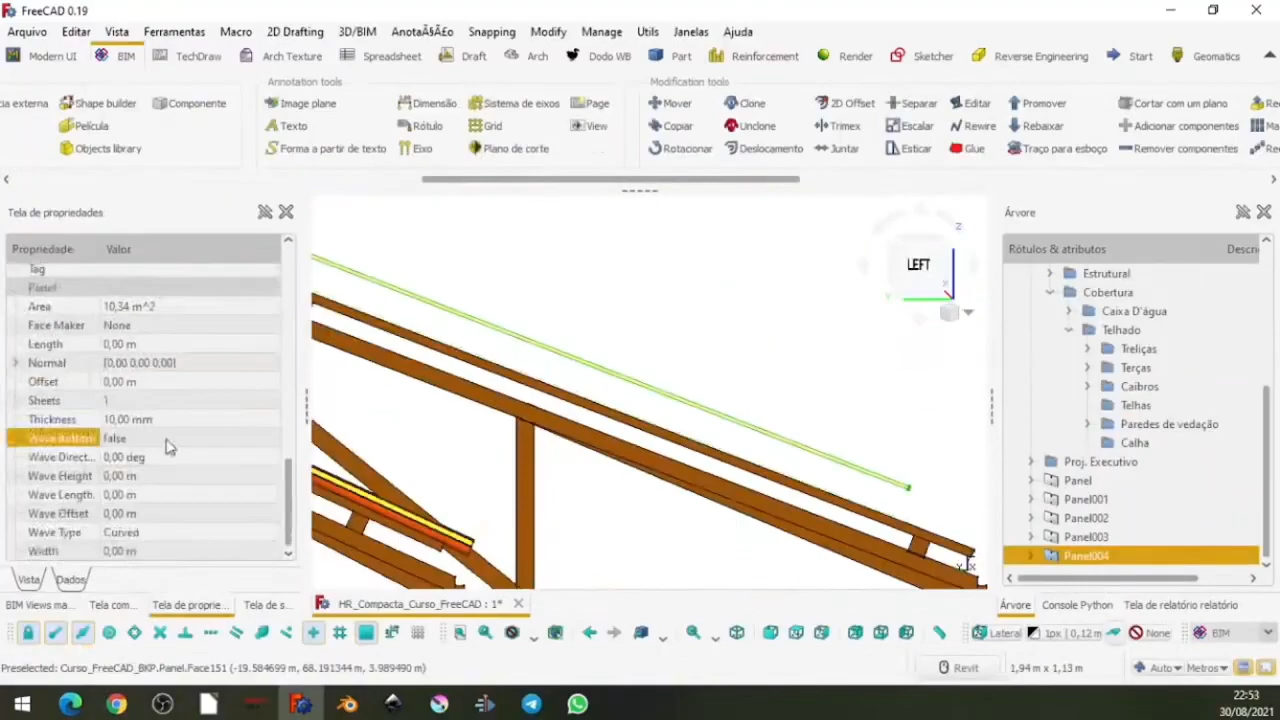 FreeCAD 0.19
Arquivo Editar Vista Ferramentas Macro 2D Drafting 3D/BIM AnotaÃ§Ã£o Snapping Modify Manage Utils Janelas Ajuda
Modern UI BIM TechDraw Arch Texture Spreadsheet Draft Arch Dodo WB Part Reinforcement Render Sketcher Reverse Engineering Start Geomatics
Annotation tools Modification tools
cia externa Shape builder Componente Image plane Dimensão Sistema de eixos Page Mover Clone 2D Offset Separar Editar Promover Cortar com um plano
Película Texto Rótulo Grid View Copiar Unclone Trimex Escalar Rewire Rebaixar Adicionar componentes
Objects library Forma a partir de texto Eixo Plano de corte Rotacionar Deslocamento Juntar Esticar Glue Traço para esboço Remover componentes
Tela de propriedades Árvore
Propriedade Valor Rótulos & atributos Descri
Tag
Panel
Area 10,34 m^2
Face Maker None
Length 0,00 m
Normal [0,00 0,00 0,00]
Offset 0,00 m
Sheets 1
Thickness 10,00 mm
Wave Bottom False
Wave Direct... 0,00 deg
Wave Height 0,00 m
Wave Length. 0,00 m
Wave Offset 0,00 m
Wave Type Curved
Width 0,00 m
LEFT
Z
Y
X
Estrutural
Cobertura
Caixa D'água
Telhado
Treliças
Terças
Caibros
Telhas
Paredes de vedação
Calha
Proj. Executivo
Panel
Panel001
Panel002
Panel003
Panel004
Vista Dados
BIM Views ma... Tela com... Tela de proprie... Tela de s... HR_Compacta_Curso_FreeCAD : 1* Árvore Console Python Tela de relatório relatório
Lateral 1px | 0,12 m None BIM
Preselected: Curso_FreeCAD_BKP.Panel.Face151 (-19.584699 m, 68.191344 m, 3.989490 m) Revit 1,94 m x 1,13 m Auto Metros
22:53
30/08/2021